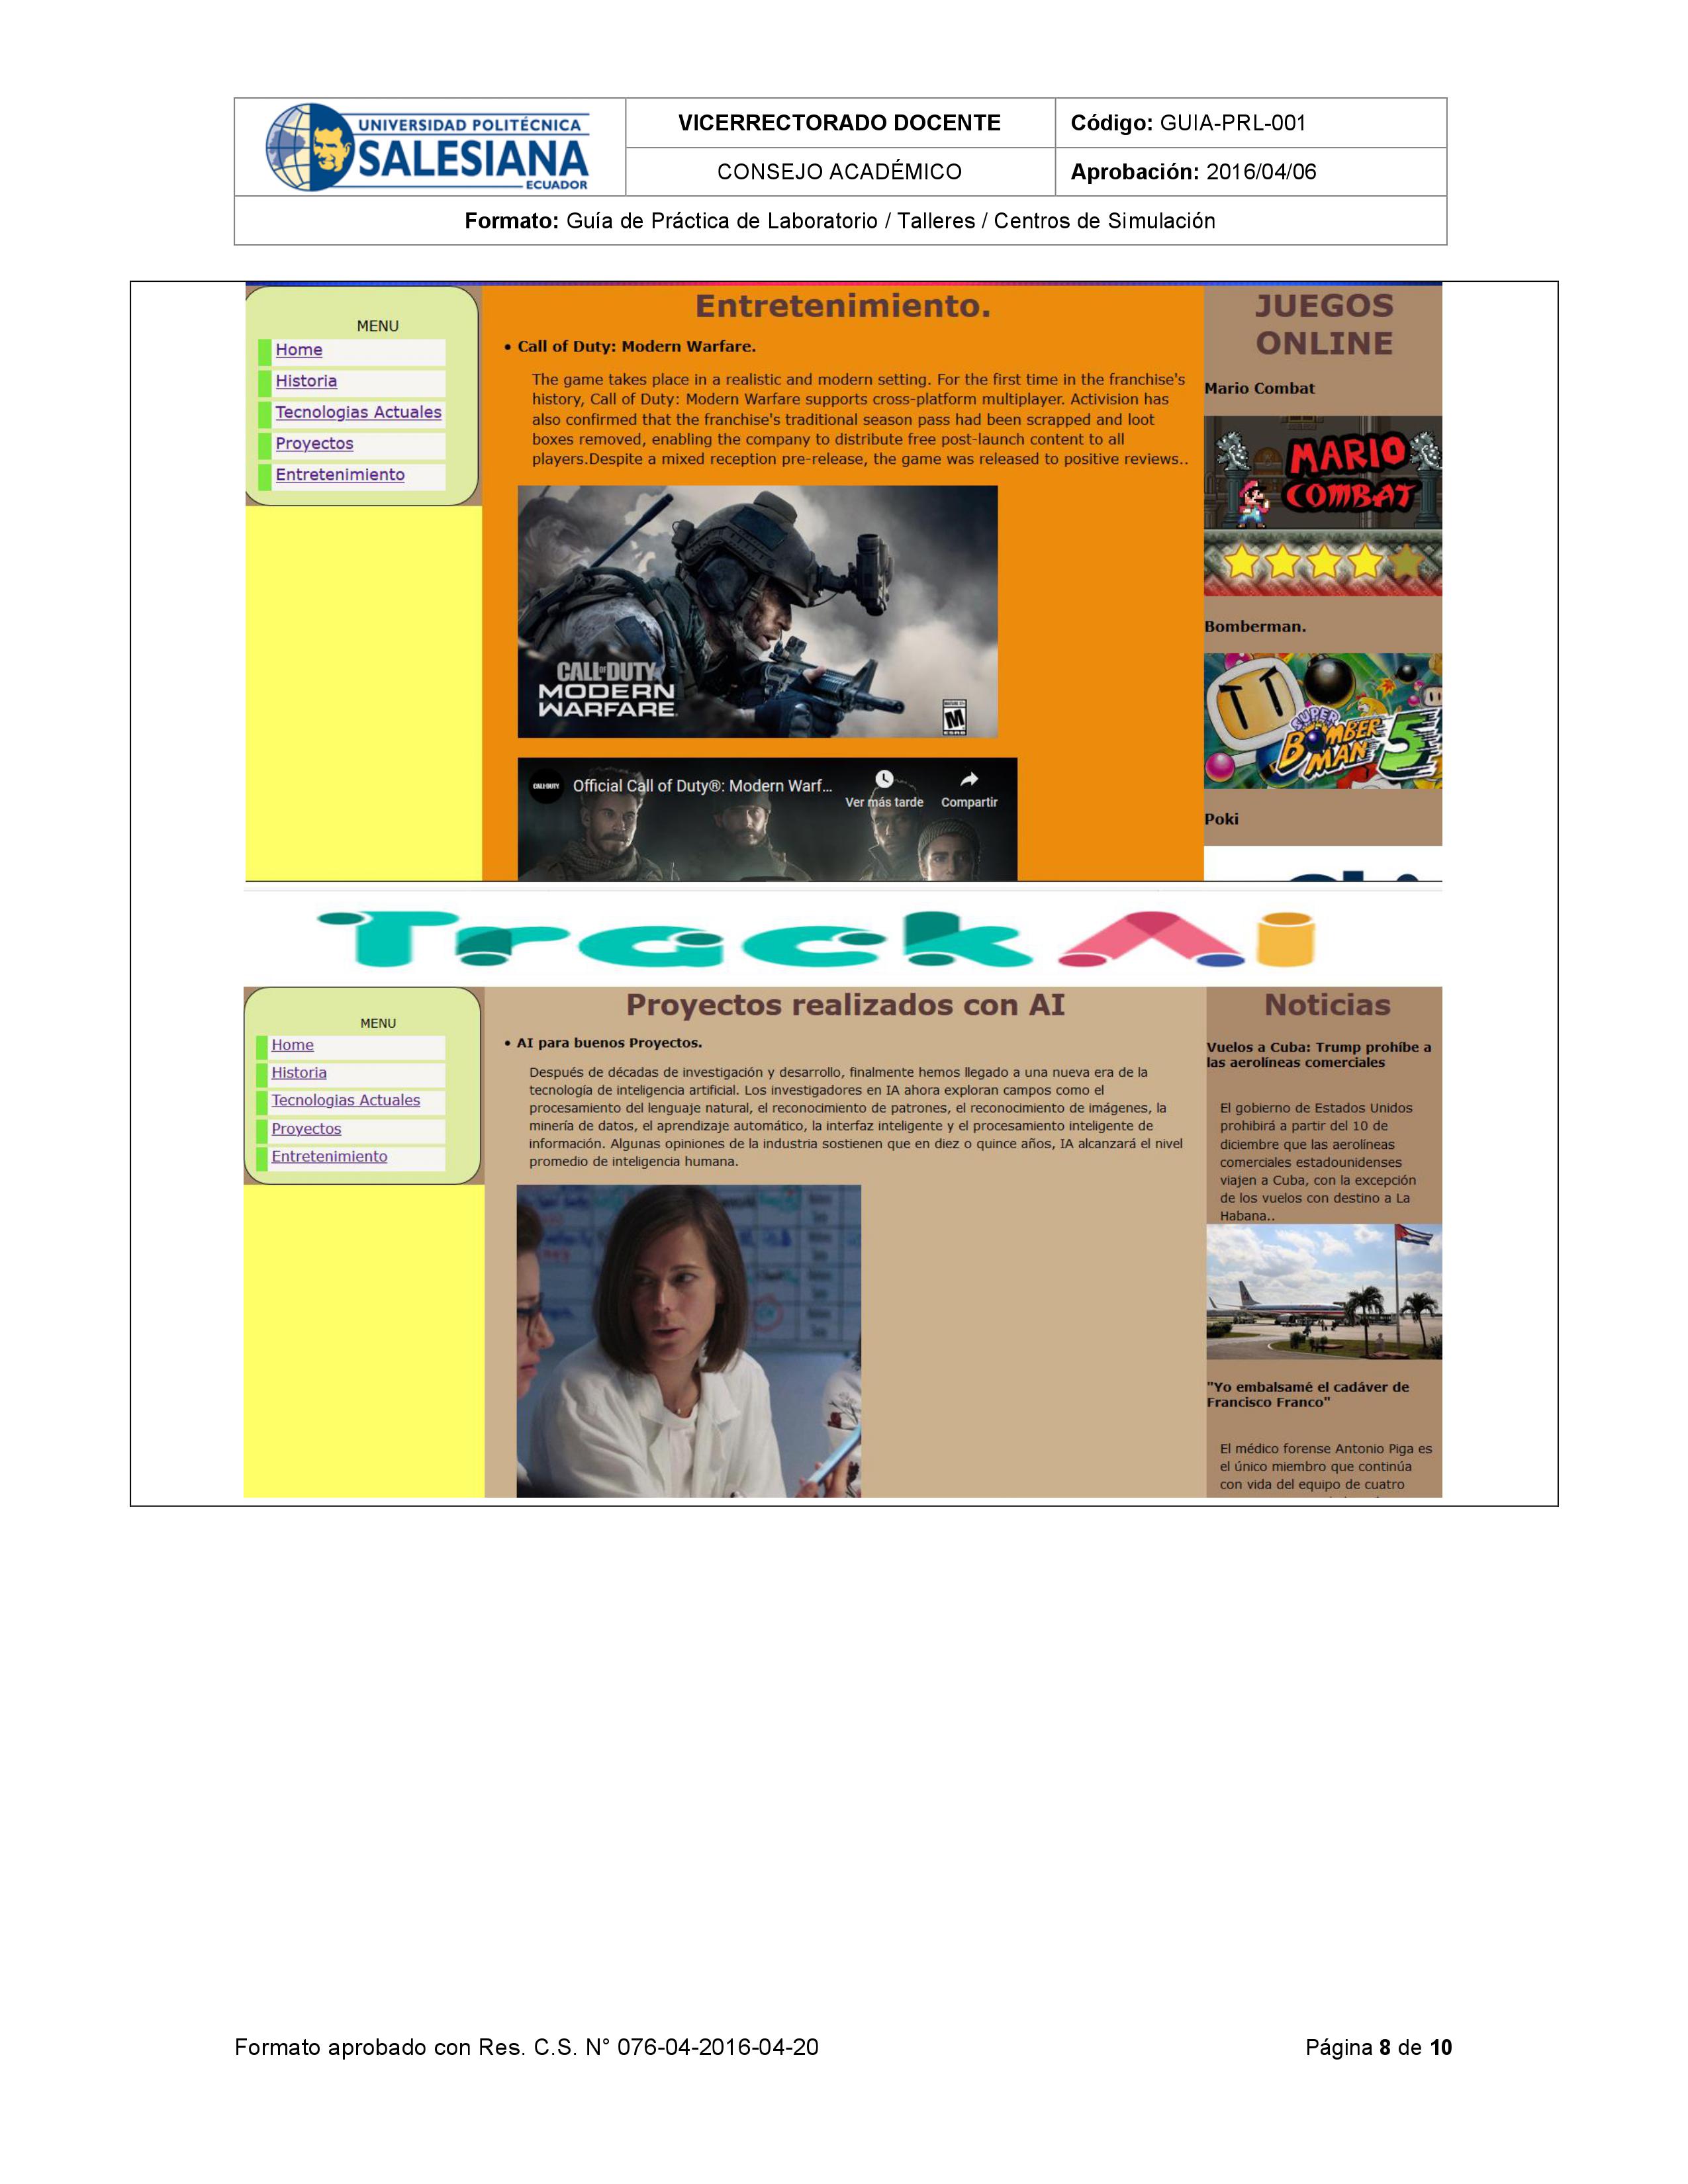 UNIVERSIDAD POLITÉCNICA
SALESIANA
ECUADOR
VICERRECTORADO DOCENTE
CONSEJO ACADÉMICO
Código: GUIA-PRL-001
Aprobación: 2016/04/06
Formato: Guía de Práctica de Laboratorio / Talleres / Centros de Simulación
MENU
Home
Historia
Tecnologias Actuales
Proyectos
Entretenimiento
Entretenimiento.
• Call of Duty: Modern Warfare.
The game takes place in a realistic and modern setting. For the first time in the franchise's
history, Call of Duty: Modern Warfare supports cross-platform multiplayer. Activision has
also confirmed that the franchise's traditional season pass had been scrapped and loot
boxes removed, enabling the company to distribute free post-launch content to all
players.Despite a mixed reception pre-release, the game was released to positive reviews..
CALL OF DUTY
MODERN
WARFARE
M
CALL OF DUTY
Official Call of Duty®: Modern Warf...
Ver más tarde
Compartir
JUEGOS
ONLINE
Mario Combat
MARIO
COMBAT
Bomberman.
SUPER
BOMBER
MAN 5
Poki
Track Ai
MENU
Home
Historia
Tecnologias Actuales
Proyectos
Entretenimiento
Proyectos realizados con AI
• AI para buenos Proyectos.
Después de décadas de investigación y desarrollo, finalmente hemos llegado a una nueva era de la
tecnología de inteligencia artificial. Los investigadores en IA ahora exploran campos como el
procesamiento del lenguaje natural, el reconocimiento de patrones, el reconocimiento de imágenes, la
minería de datos, el aprendizaje automático, la interfaz inteligente y el procesamiento inteligente de
información. Algunas opiniones de la industria sostienen que en diez o quince años, IA alcanzará el nivel
promedio de inteligencia humana.
Noticias
Vuelos a Cuba: Trump prohíbe a
las aerolíneas comerciales
El gobierno de Estados Unidos
prohibirá a partir del 10 de
diciembre que las aerolíneas
comerciales estadounidenses
viajen a Cuba, con la excepción
de los vuelos con destino a La
Habana..
"Yo embalsamé el cadáver de
Francisco Franco"
El médico forense Antonio Piga es
el único miembro que continúa
con vida del equipo de cuatro
Formato aprobado con Res. C.S. N° 076-04-2016-04-20
Página 8 de 10